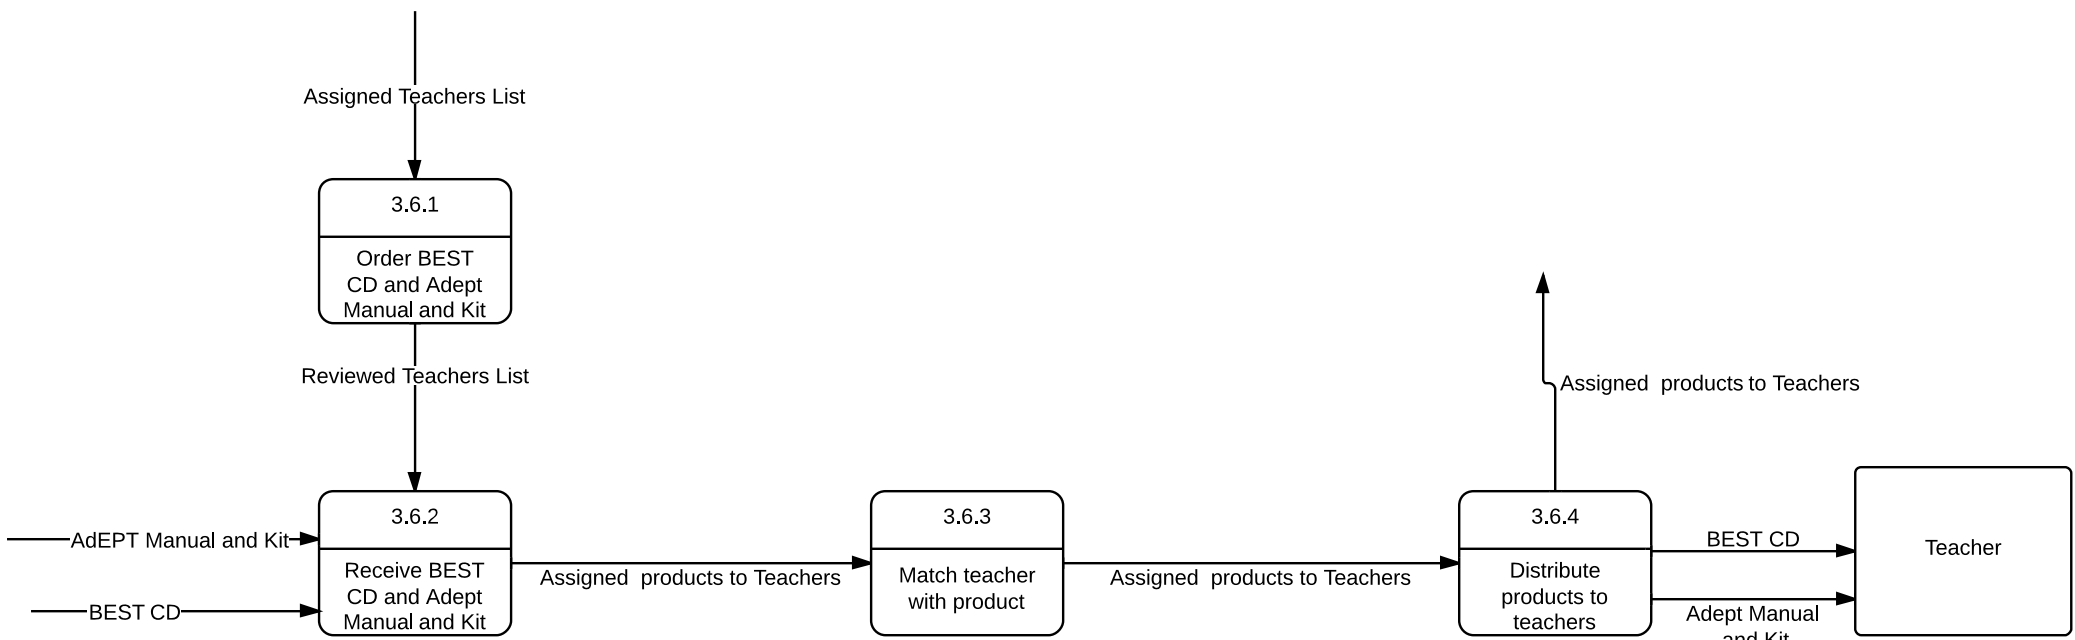 Assigned Teachers List
3.6.1
Order BEST
CD and Adept
Manual and Kit
Reviewed Teachers List
AdEPT Manual and Kit
BEST CD
3.6.2
Receive BEST
CD and Adept
Manual and Kit
Assigned products to Teachers
3.6.3
Match teacher
with product
Assigned products to Teachers
Assigned products to Teachers
3.6.4
Distribute
products to
teachers
BEST CD
Adept Manual
and Kit
Teacher